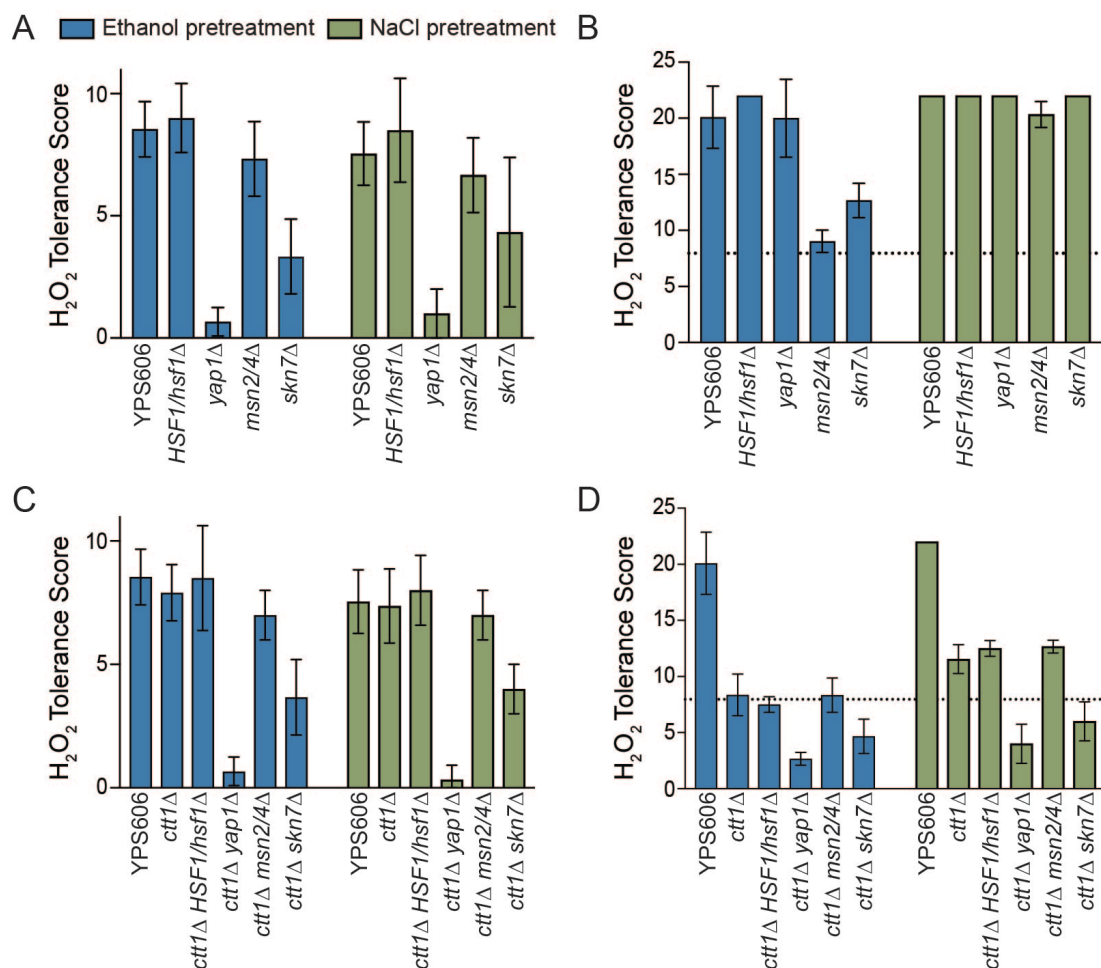 A
Ethanol pretreatment
NaCl pretreatment
H₂O₂ Tolerance Score
10
5
0
YPS606
HSF1/hsf1Δ
yap1Δ
msn2/4Δ
skn7Δ
YPS606
HSF1/hsf1Δ
yap1Δ
msn2/4Δ
skn7Δ
B
H₂O₂ Tolerance Score
25
20
15
10
5
0
YPS606
HSF1/hsf1Δ
yap1Δ
msn2/4Δ
skn7Δ
YPS606
HSF1/hsf1Δ
yap1Δ
msn2/4Δ
skn7Δ
C
H₂O₂ Tolerance Score
10
5
0
YPS606
ctt1Δ
ctt1Δ HSF1/hsf1Δ
ctt1Δ yap1Δ
ctt1Δ msn2/4Δ
ctt1Δ skn7Δ
YPS606
ctt1Δ
ctt1Δ HSF1/hsf1Δ
ctt1Δ yap1Δ
ctt1Δ msn2/4Δ
ctt1Δ skn7Δ
D
H₂O₂ Tolerance Score
25
20
15
10
5
0
YPS606
ctt1Δ
ctt1Δ HSF1/hsf1Δ
ctt1Δ yap1Δ
ctt1Δ msn2/4Δ
ctt1Δ skn7Δ
YPS606
ctt1Δ
ctt1Δ HSF1/hsf1Δ
ctt1Δ yap1Δ
ctt1Δ msn2/4Δ
ctt1Δ skn7Δ